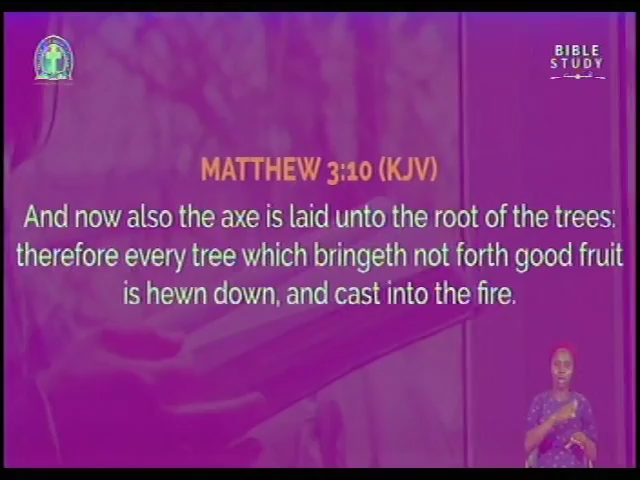 BIBLE
STUDY
MATTHEW 3:10 (KJV)
And now also the axe is laid unto the root of the trees:
therefore every tree which bringeth not forth good fruit
is hewn down, and cast into the fire.